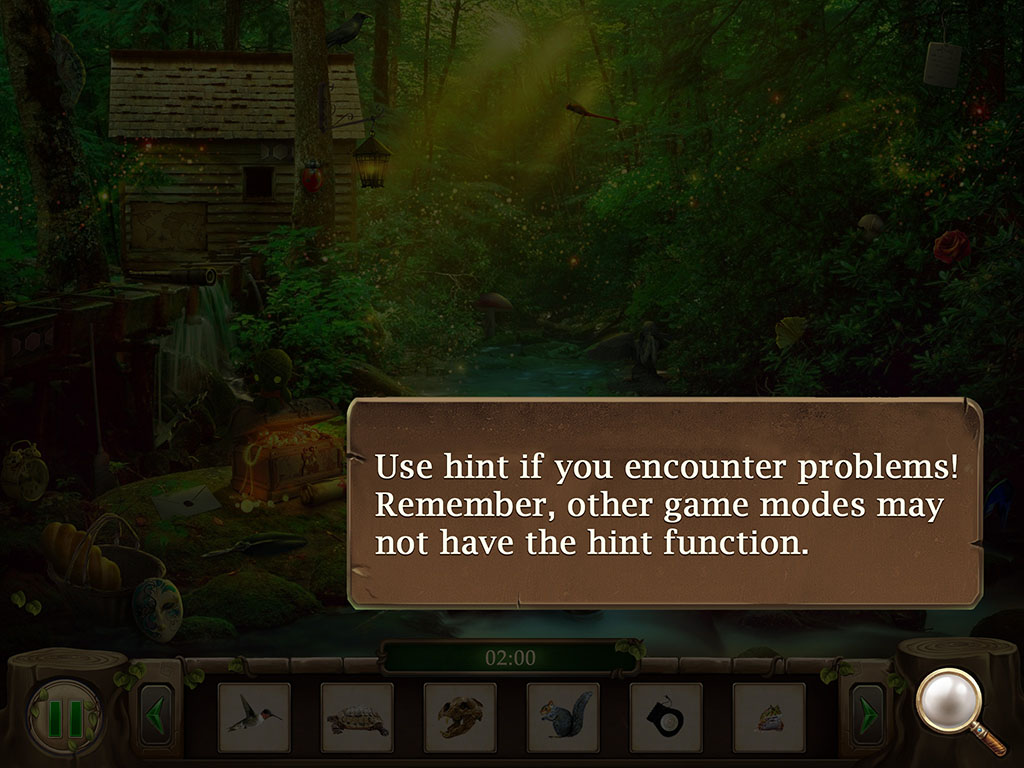 Use hint if you encounter problems!
Remember, other game modes may
not have the hint function.
02:00